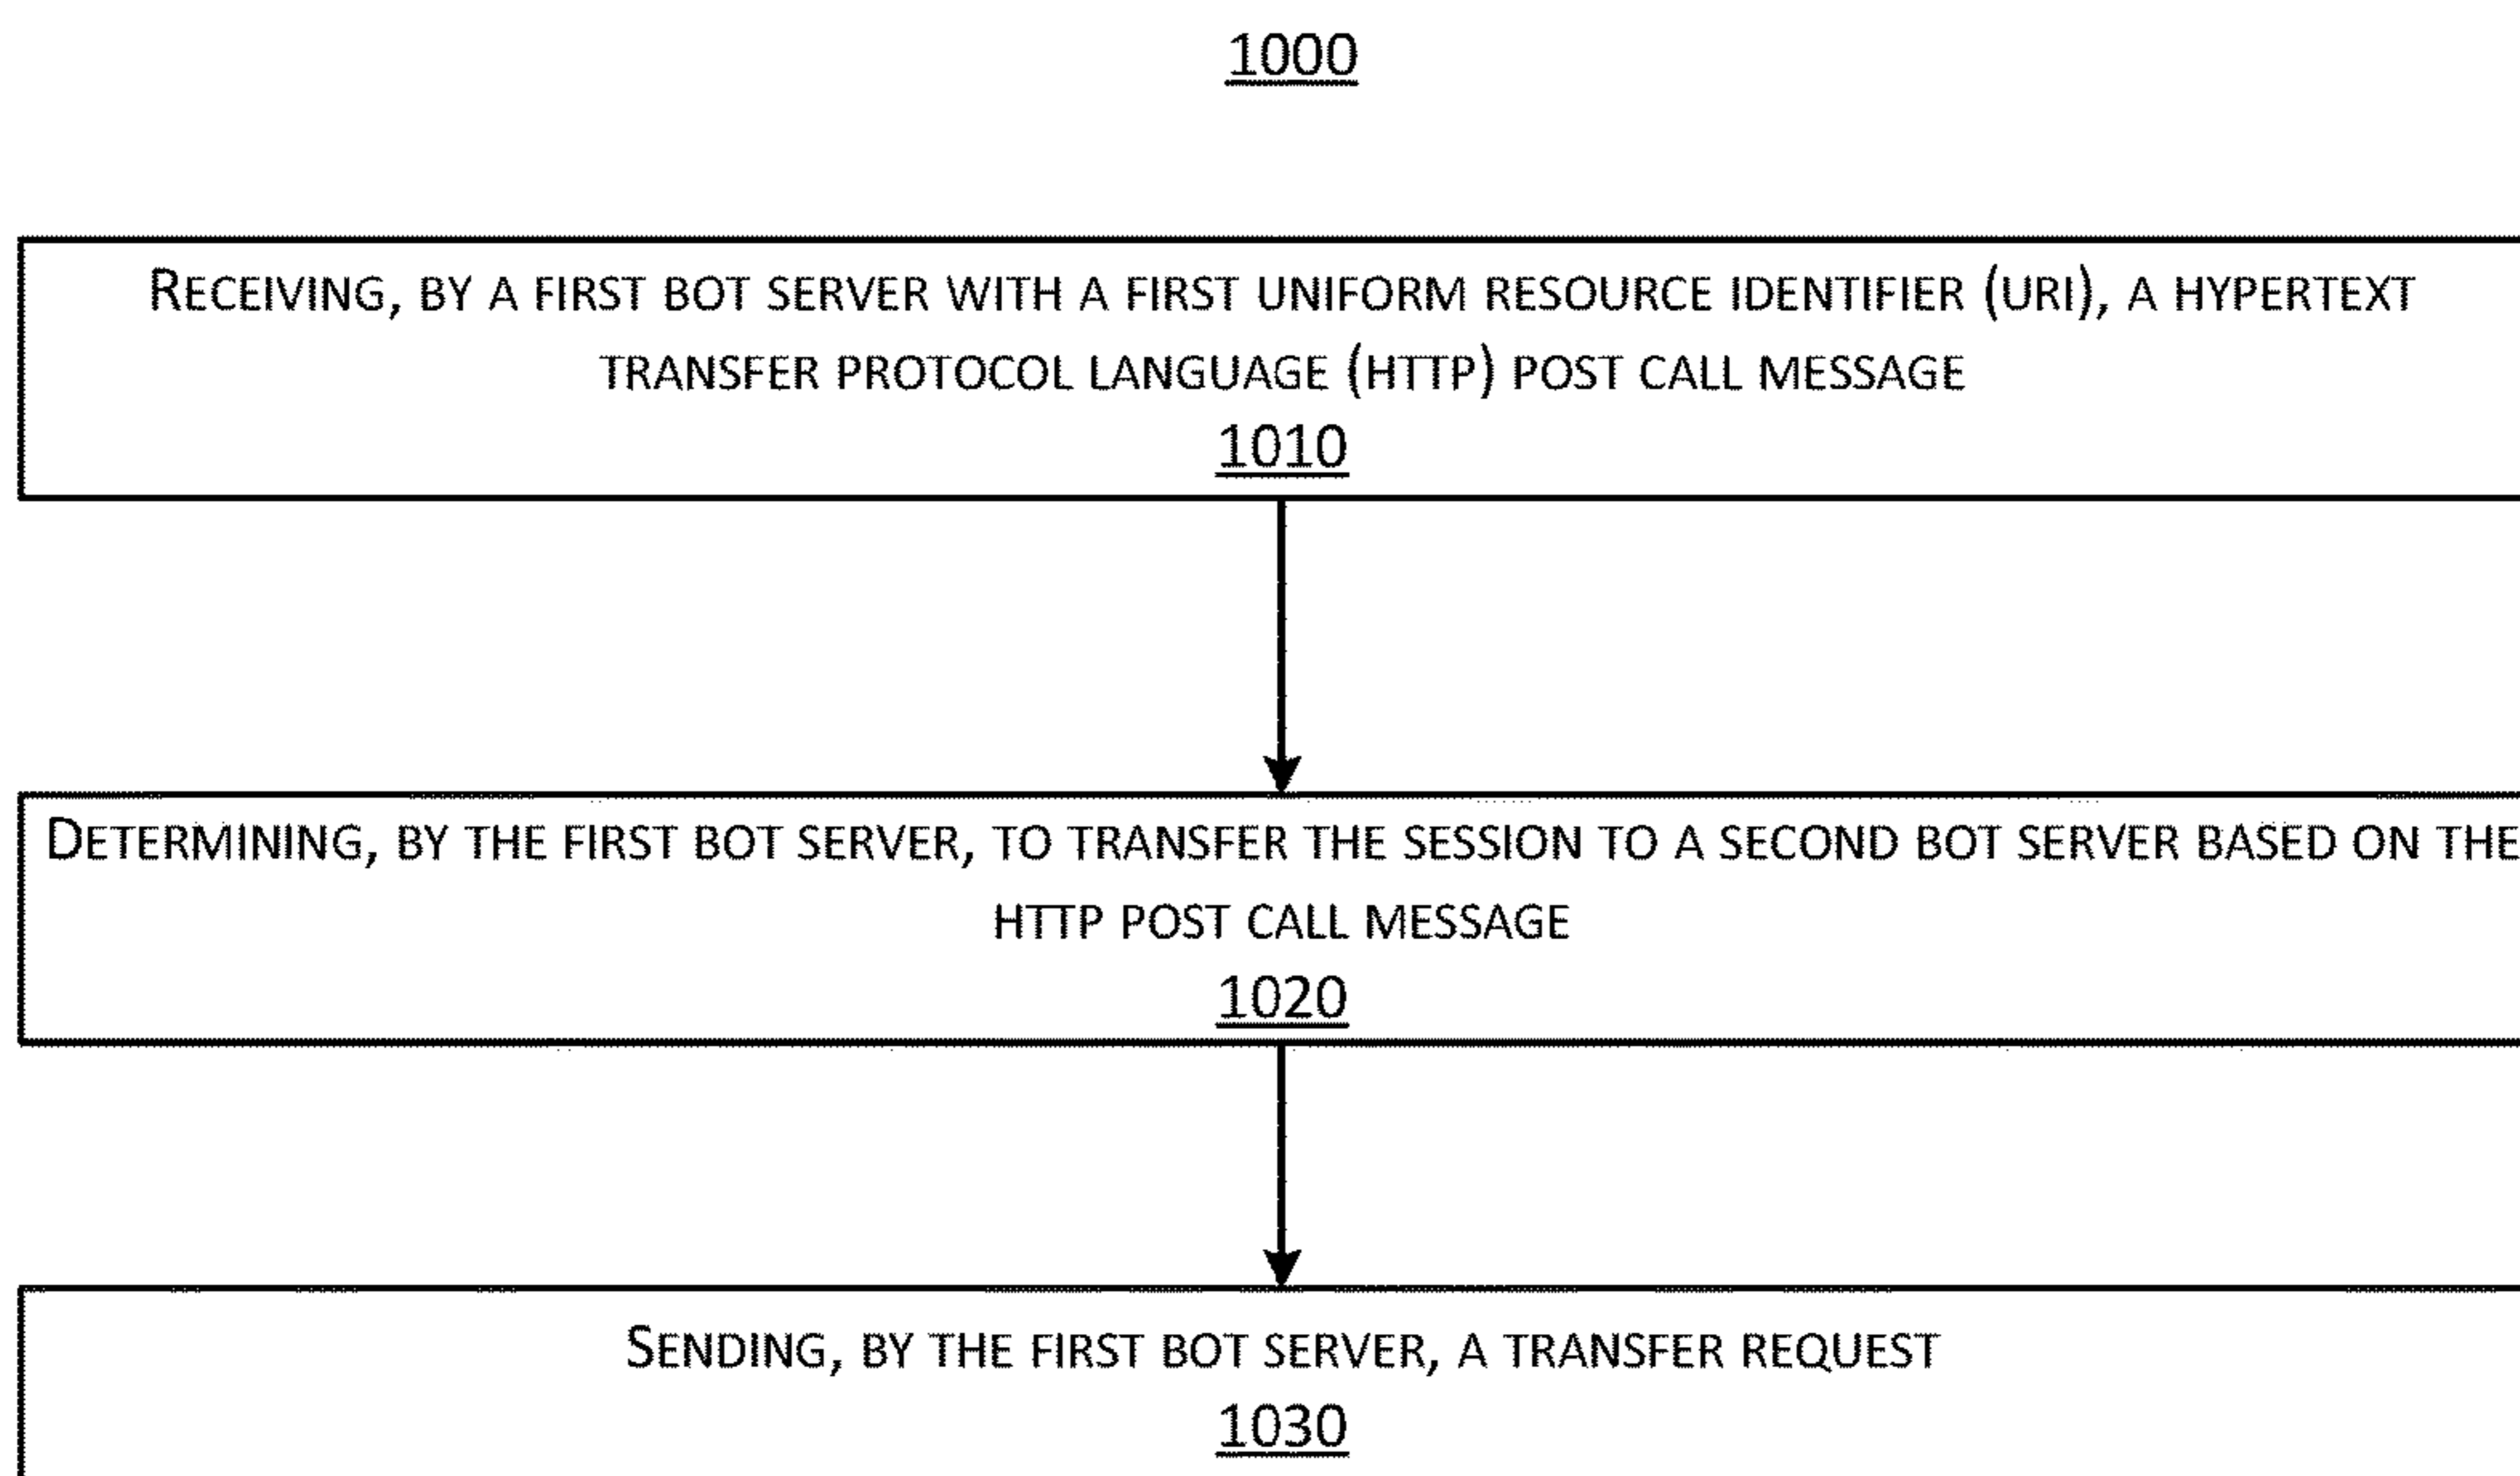 1000
RECEIVING, BY A FIRST BOT SERVER WITH A FIRST UNIFORM RESOURCE IDENTIFIER (URI), A HYPERTEXT
TRANSFER PROTOCOL LANGUAGE (HTTP) POST CALL MESSAGE
1010
DETERMINING, BY THE FIRST BOT SERVER, TO TRANSFER THE SESSION TO A SECOND BOT SERVER BASED ON THE
HTTP POST CALL MESSAGE
1020
SENDING, BY THE FIRST BOT SERVER, A TRANSFER REQUEST
1030